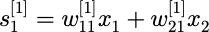 $s_1^{[1]} = w_{11}^{[1]} x_1 + w_{21}^{[1]} x_2$